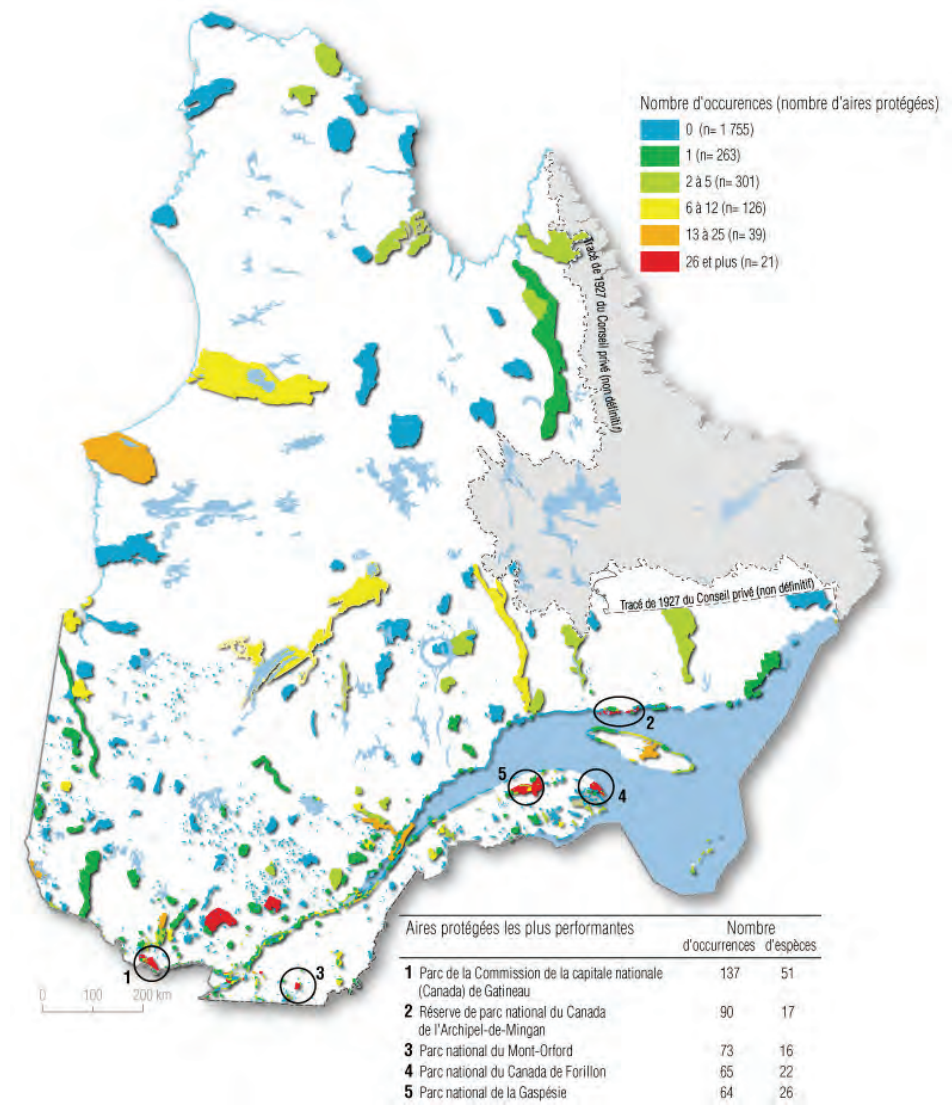 Nombre d'occurences (nombre d'aires protégées)
0 (n= 1 755)
1 (n= 263)
2 à 5 (n= 301)
6 à 12 (n= 126)
13 à 25 (n= 39)
26 et plus (n= 21)
Tracé de 1927 du Conseil privé (non définitif)
Tracé de 1927 du Conseil privé (non définitif)
2
5
4
1
3
0 100 200 km
Aires protégées les plus performantes Nombre
d'occurrences d'espèces
1 Parc de la Commission de la capitale nationale 137 51
(Canada) de Gatineau
2 Réserve de parc national du Canada 90 17
de l'Archipel-de-Mingan
3 Parc national du Mont-Orford 73 16
4 Parc national du Canada de Forillon 65 22
5 Parc national de la Gaspésie 64 26